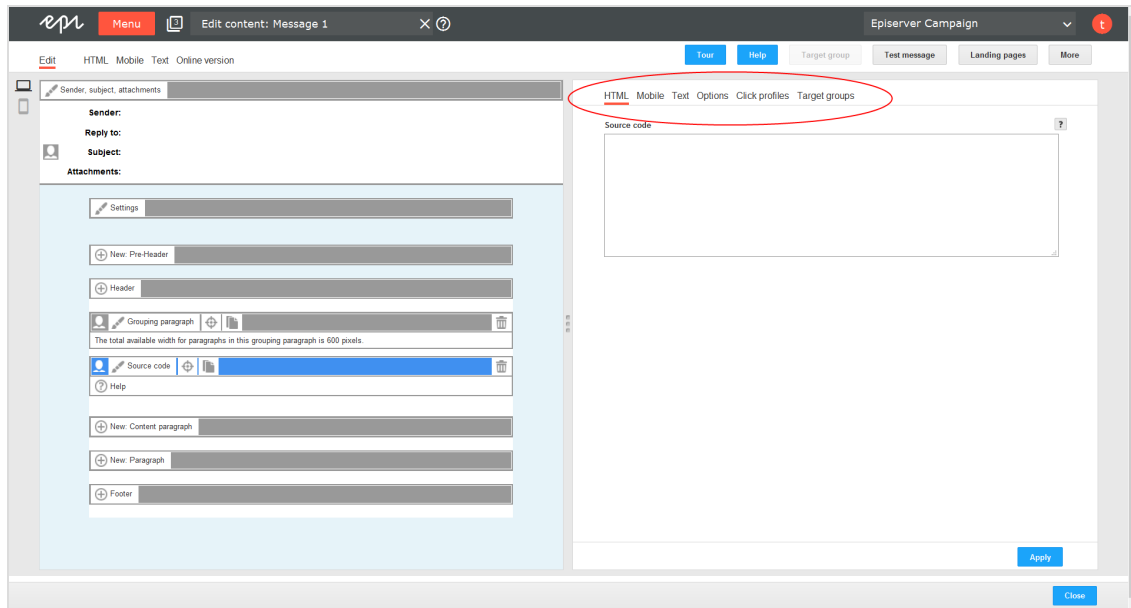 epi Menu 3 Edit content: Message 1 Episerver Campaign t
Edit HTML Mobile Text Online version Tour Help Target group Test message Landing pages More
Sender, subject, attachments
Sender:
Reply to:
Subject:
Attachments:
Settings
New: Pre-Header
Header
Grouping paragraph
The total available width for paragraphs in this grouping paragraph is 600 pixels.
Source code
? Help
New: Content paragraph
New: Paragraph
Footer
HTML Mobile Text Options Click profiles Target groups
Source code ?
Apply
Close